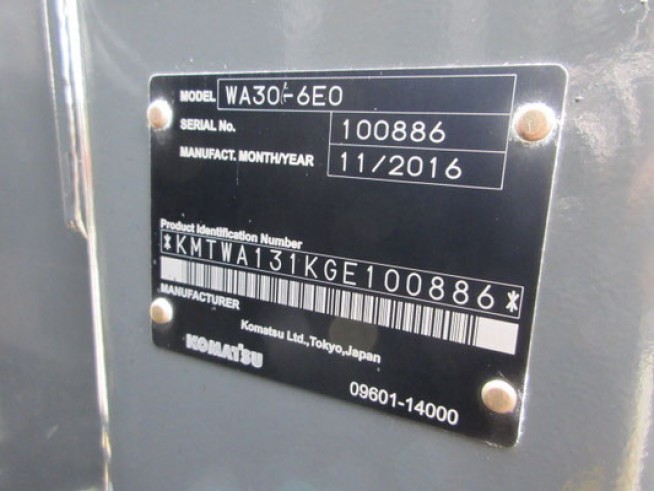 MODEL WA30-6E0
SERIAL No. 100886
MANUFACT. MONTH/YEAR 11/2016
Product Identification Number
*KMTWA131KGE100886*
MANUFACTURER
Komatsu Ltd.,Tokyo,Japan
KOMATSU
09601-14000